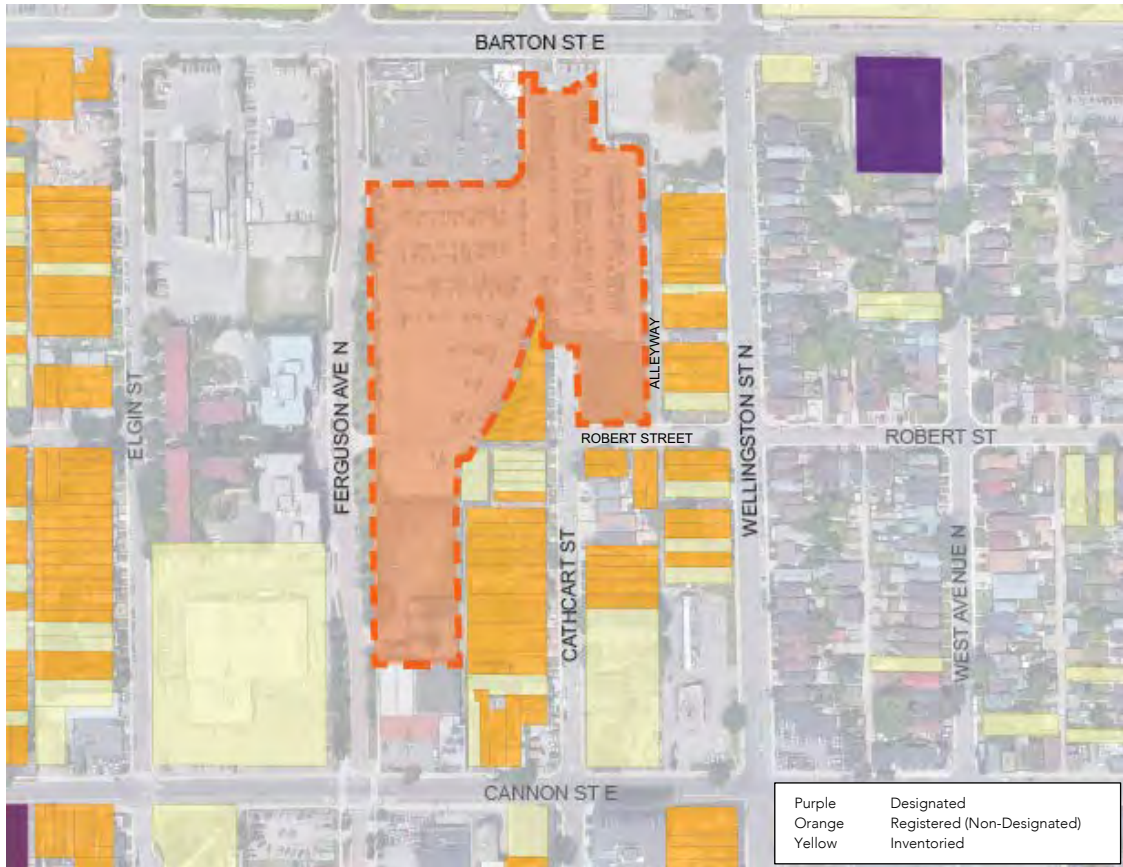 BARTON ST E
ELGIN ST
FERGUSON AVE N
ALLEYWAY
WELLINGSTON ST N
ROBERT STREET
ROBERT ST
CATHCART ST
WEST AVENUE N
CANNON ST E
Purple Designated
Orange Registered (Non-Designated)
Yellow Inventoried